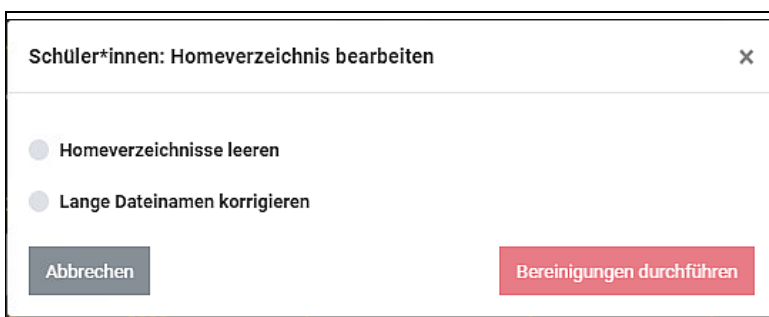 Schüler*innen: Homeverzeichnis bearbeiten ×
Homeverzeichnisse leeren
Lange Dateinamen korrigieren
Abbrechen Bereinigungen durchführen